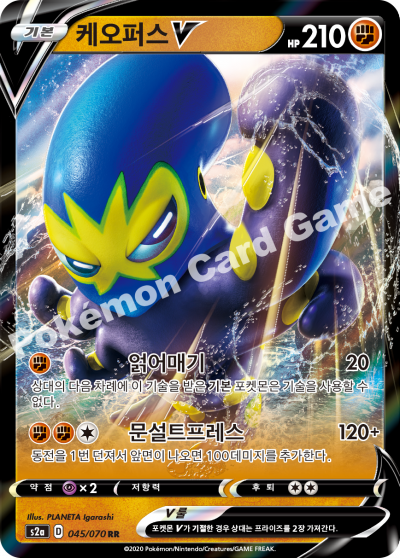 기본 케오퍼스 V HP 210
Pokémon Card Game
얽어매기 20
상대의 다음 차례에 이 기술을 받은 기본 포켓몬은 기술을 사용할 수
없다.
문설트프레스 120+
동전을 1번 던져서 앞면이 나오면 100데미지를 추가한다.
약점 ×2 저항력 후퇴
Illus. PLANETA Igarashi
V룰
포켓몬 V가 기절한 경우 상대는 프라이즈를 2장 가져간다.
s2a D 045/070 RR
©2020 Pokémon/Nintendo/Creatures/GAME FREAK.